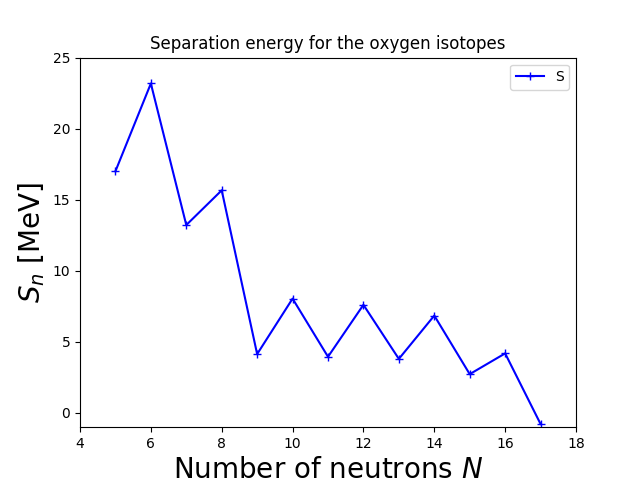 Separation energy for the oxygen isotopes
S
25
20
15
10
5
0
S_n [MeV]
4 6 8 10 12 14 16 18
Number of neutrons N